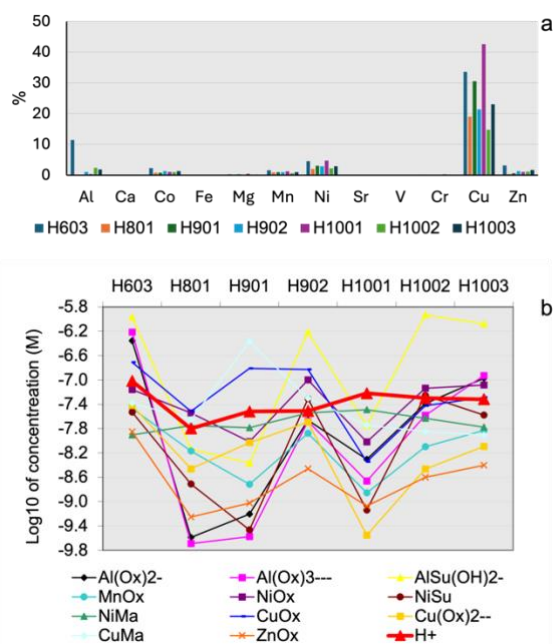 a
50
40
30
20
10
0
%
Al Ca Co Fe Mg Mn Ni Sr V Cr Cu Zn
H603 H801 H901 H902 H1001 H1002 H1003
H603 H801 H901 H902 H1001 H1002 H1003
b
-5.8
-6.2
-6.6
-7.0
-7.4
-7.8
-8.2
-8.6
-9.0
-9.4
-9.8
Log10 of concentreation (M)
Al(Ox)2- Al(Ox)3--- AlSu(OH)2-
MnOx NiOx NiSu
NiMa CuOx Cu(Ox)2--
CuMa ZnOx H+